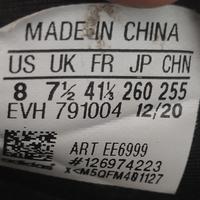 MADE IN CHINA
US UK FR JP CHN
8 7½ 41⅓ 260 255
EVH 791004 12/20
adidas
ART EE6999
#126974223
X<M5QFM401127